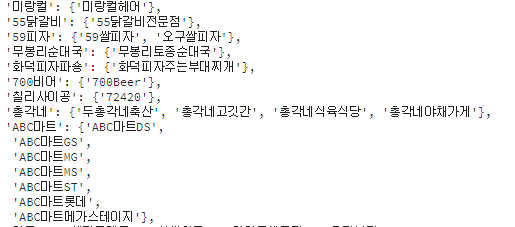 '미랑컬': {'미랑컬헤어'},
'55닭갈비': {'55닭갈비전문점'},
'59피자': {'59쌀피자', '오구쌀피자'},
'무봉리순대국': {'무봉리토종순대국'},
'화덕피자파숑': {'화덕피자주는부대찌개'},
'700비어': {'700Beer'},
'칠리사이공': {'72420'},
'총각네': {'두총각네축산', '총각네고깃간', '총각네식육식당', '총각네야채가게'},
'ABC마트': {'ABC마트DS',
'ABC마트GS',
'ABC마트MG',
'ABC마트MS',
'ABC마트ST',
'ABC마트롯데',
'ABC마트메가스테이지'},